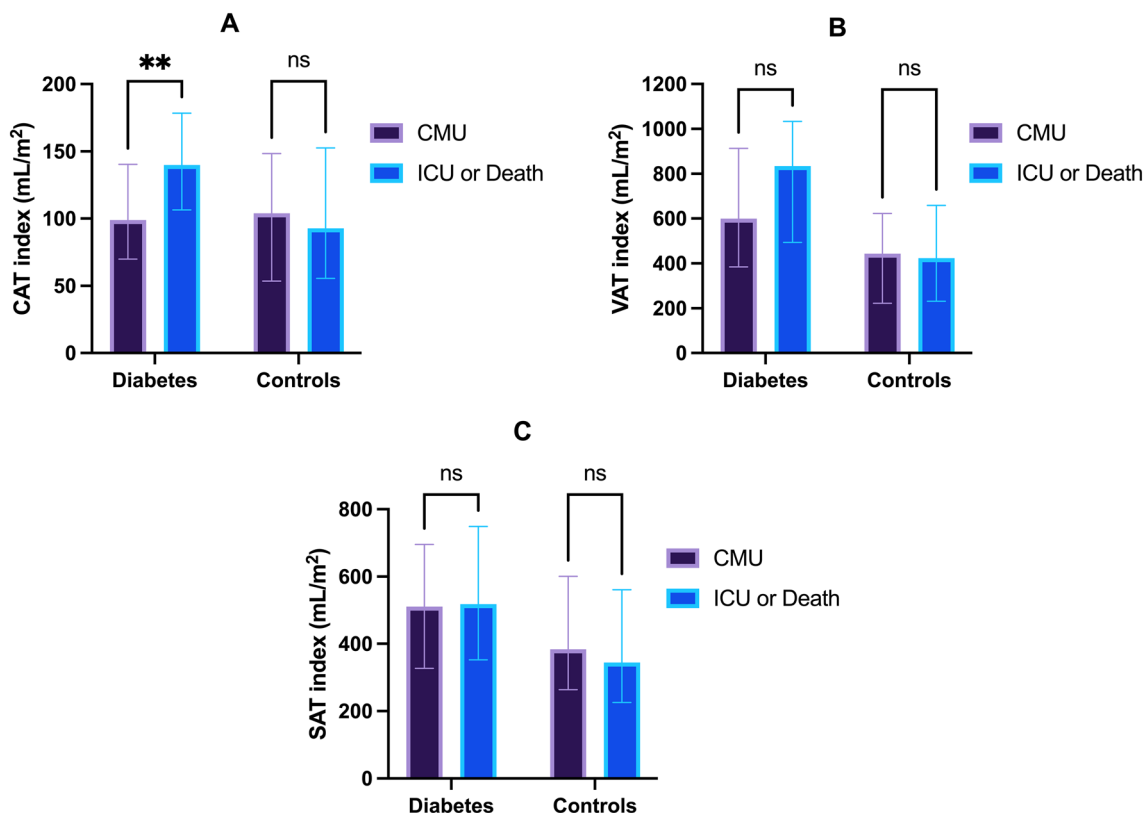 A
**
ns
200
150
100
50
0
CAT index (mL/m²)
Diabetes
Controls
CMU
ICU or Death
B
ns
ns
1200
1000
800
600
400
200
0
VAT index (mL/m²)
Diabetes
Controls
CMU
ICU or Death
C
ns
ns
800
600
400
200
0
SAT index (mL/m²)
Diabetes
Controls
CMU
ICU or Death